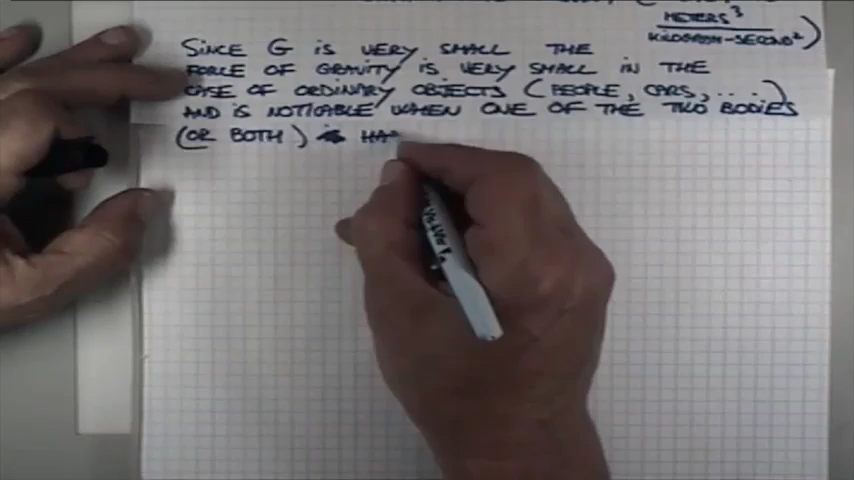 METERS³
KILOGRAM-SECOND² )
SINCE G IS VERY SMALL THE
FORCE OF GRAVITY IS VERY SMALL IN THE
CASE OF ORDINARY OBJECTS (PEOPLE, CARS, ....)
AND IS NOTICABLE WHEN ONE OF THE TWO BODIES
(OR BOTH) HA